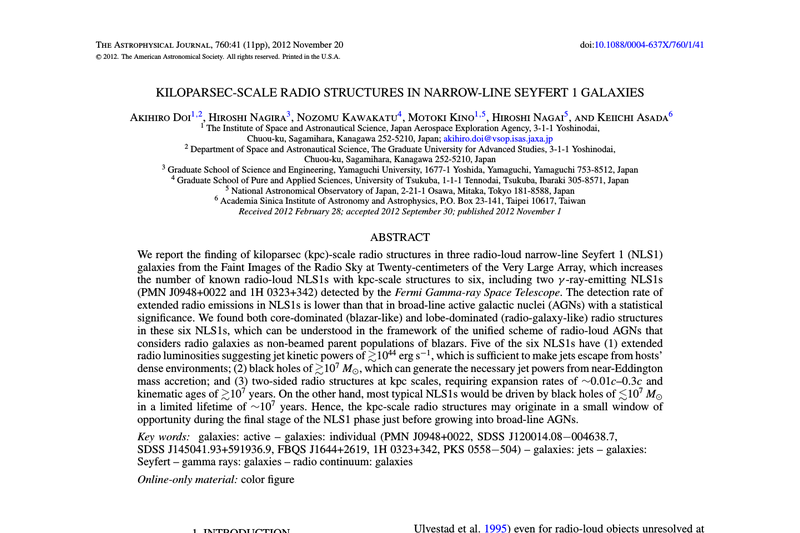 THE ASTROPHYSICAL JOURNAL, 760:41 (11pp), 2012 November 20
doi:10.1088/0004-637X/760/1/41
© 2012. The American Astronomical Society. All rights reserved. Printed in the U.S.A.
KILOPARSEC-SCALE RADIO STRUCTURES IN NARROW-LINE SEYFERT 1 GALAXIES
AKIHIRO DOI1,2, HIROSHI NAGIRA3, NOZOMU KAWAKATU4, MOTOKI KINO1,5, HIROSHI NAGAI5, AND KEIICHI ASADA6
1 The Institute of Space and Astronautical Science, Japan Aerospace Exploration Agency, 3-1-1 Yoshinodai,
Chuou-ku, Sagamihara, Kanagawa 252-5210, Japan; akihiro.doi@vsop.isas.jaxa.jp
2 Department of Space and Astronautical Science, The Graduate University for Advanced Studies, 3-1-1 Yoshinodai,
Chuou-ku, Sagamihara, Kanagawa 252-5210, Japan
3 Graduate School of Science and Engineering, Yamaguchi University, 1677-1 Yoshida, Yamaguchi, Yamaguchi 753-8512, Japan
4 Graduate School of Pure and Applied Sciences, University of Tsukuba, 1-1-1 Tennodai, Tsukuba, Ibaraki 305-8571, Japan
5 National Astronomical Observatory of Japan, 2-21-1 Osawa, Mitaka, Tokyo 181-8588, Japan
6 Academia Sinica Institute of Astronomy and Astrophysics, P.O. Box 23-141, Taipei 10617, Taiwan
Received 2012 February 28; accepted 2012 September 30; published 2012 November 1
ABSTRACT
We report the finding of kiloparsec (kpc)-scale radio structures in three radio-loud narrow-line Seyfert 1 (NLS1)
galaxies from the Faint Images of the Radio Sky at Twenty-centimeters of the Very Large Array, which increases
the number of known radio-loud NLS1s with kpc-scale structures to six, including two γ-ray-emitting NLS1s
(PMN J0948+0022 and 1H 0323+342) detected by the Fermi Gamma-ray Space Telescope. The detection rate of
extended radio emissions in NLS1s is lower than that in broad-line active galactic nuclei (AGNs) with a statistical
significance. We found both core-dominated (blazar-like) and lobe-dominated (radio-galaxy-like) radio structures
in these six NLS1s, which can be understood in the framework of the unified scheme of radio-loud AGNs that
considers radio galaxies as non-beamed parent populations of blazars. Five of the six NLS1s have (1) extended
radio luminosities suggesting jet kinetic powers of ≳10^44 erg s^−1, which is sufficient to make jets escape from hosts'
dense environments; (2) black holes of ≳10^7 M⊙, which can generate the necessary jet powers from near-Eddington
mass accretion; and (3) two-sided radio structures at kpc scales, requiring expansion rates of ~0.01c–0.3c and
kinematic ages of ≳10^7 years. On the other hand, most typical NLS1s would be driven by black holes of ≲10^7 M⊙
in a limited lifetime of ~10^7 years. Hence, the kpc-scale radio structures may originate in a small window of
opportunity during the final stage of the NLS1 phase just before growing into broad-line AGNs.
Key words: galaxies: active – galaxies: individual (PMN J0948+0022, SDSS J120014.08−004638.7,
SDSS J145041.93+591936.9, FBQS J1644+2619, 1H 0323+342, PKS 0558−504) – galaxies: jets – galaxies:
Seyfert – gamma rays: galaxies – radio continuum: galaxies
Online-only material: color figure
1. INTRODUCTION
Ulvestad et al. 1995) even for radio-loud objects unresolved at